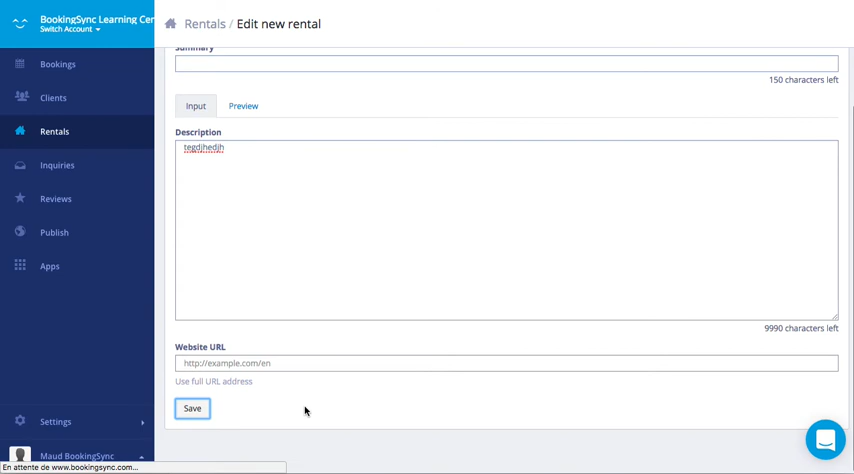 BookingSync Learning Cer
Switch Account
Rentals / Edit new rental
Bookings
Clients
Rentals
Inquiries
Reviews
Publish
Apps
Settings
Maud BookingSync
En attente de www.bookingsync.com...
Summary
150 characters left
Input
Preview
Description
tegdjhedjh
9990 characters left
Website URL
http://example.com/en
Use full URL address
Save